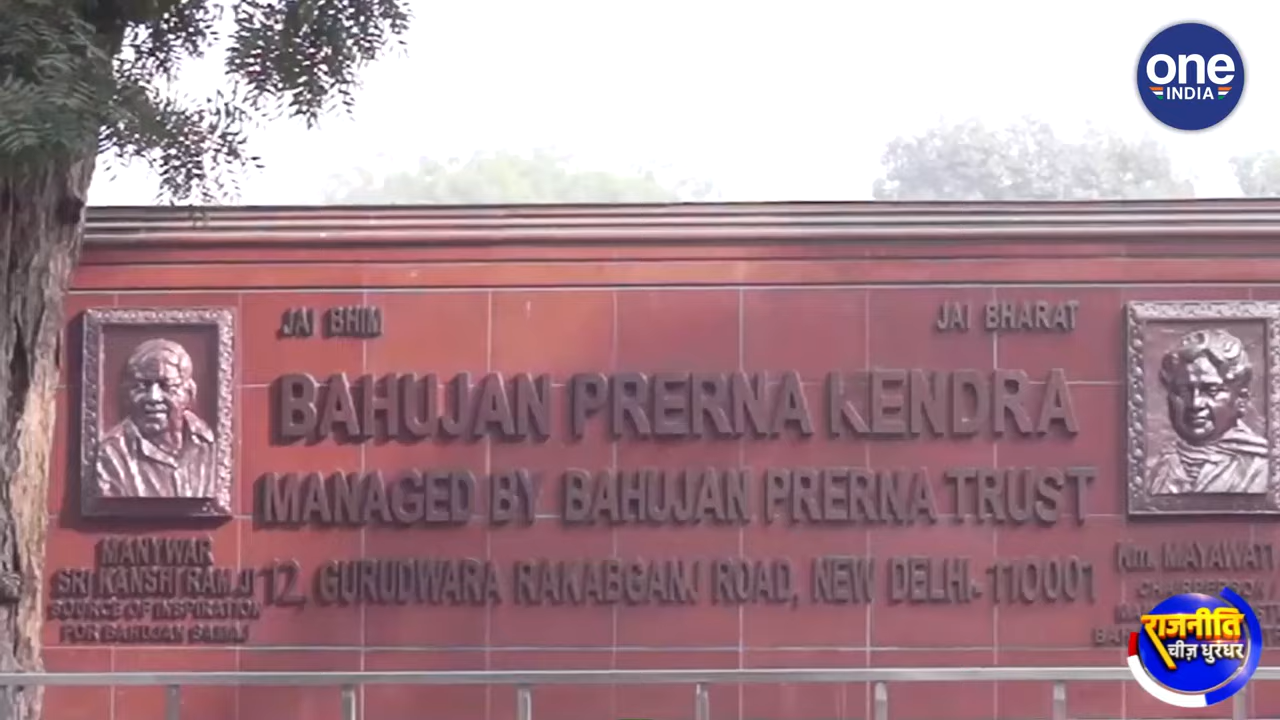 one
INDIA
JAI BHIM
JAI BHARAT
BAHUJAN PRERNA KENDRA
MANAGED BY BAHUJAN PRERNA TRUST
12, GURUDWARA RAKABGANJ ROAD, NEW DELHI-110001
MANYWAR
SRI KANSHI RAM JI
SOURCE OF INSPIRATION
FOR BAHUJAN SAMAJ
Km. MAYAWATI
CHAIRPERSON
राजनीति
चीज़ धुरंधर